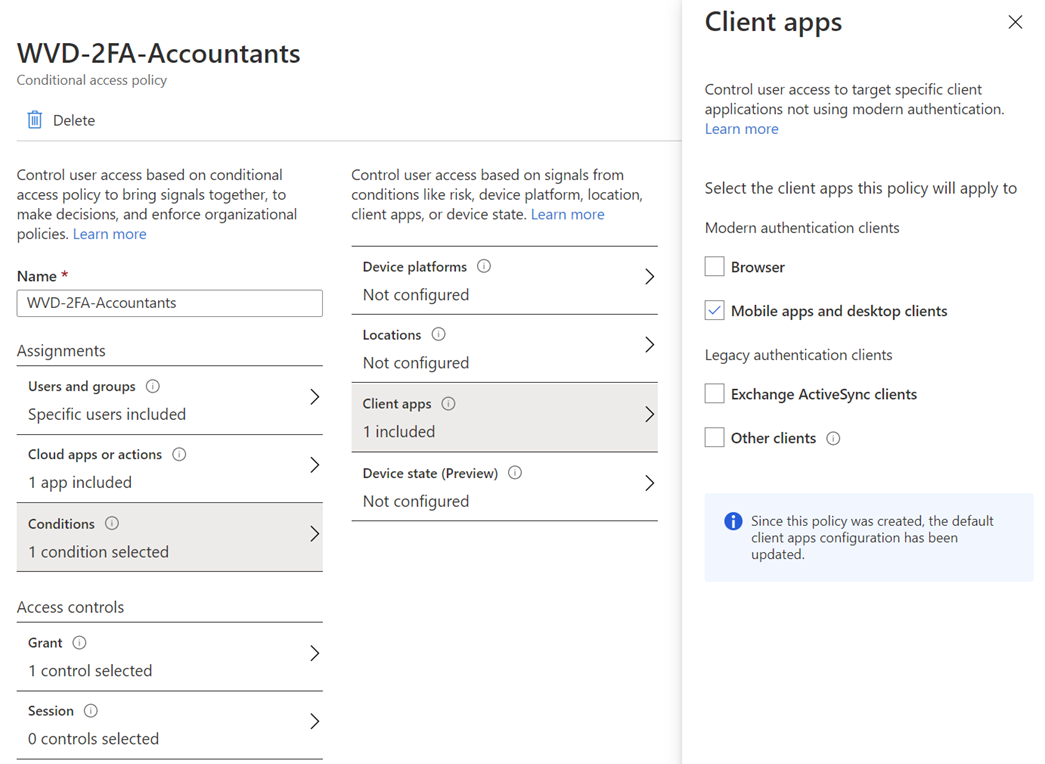 WVD-2FA-Accountants
Conditional access policy
Delete
Control user access based on conditional
access policy to bring signals together, to
make decisions, and enforce organizational
policies. Learn more
Name *
WVD-2FA-Accountants
Assignments
Users and groups
Specific users included
Cloud apps or actions
1 app included
Conditions
1 condition selected
Access controls
Grant
1 control selected
Session
0 controls selected
Control user access based on signals from
conditions like risk, device platform, location,
client apps, or device state. Learn more
Device platforms
Not configured
Locations
Not configured
Client apps
1 included
Device state (Preview)
Not configured
Client apps
Control user access to target specific client
applications not using modern authentication.
Learn more
Select the client apps this policy will apply to
Modern authentication clients
Browser
Mobile apps and desktop clients
Legacy authentication clients
Exchange ActiveSync clients
Other clients
Since this policy was created, the default
client apps configuration has been
updated.